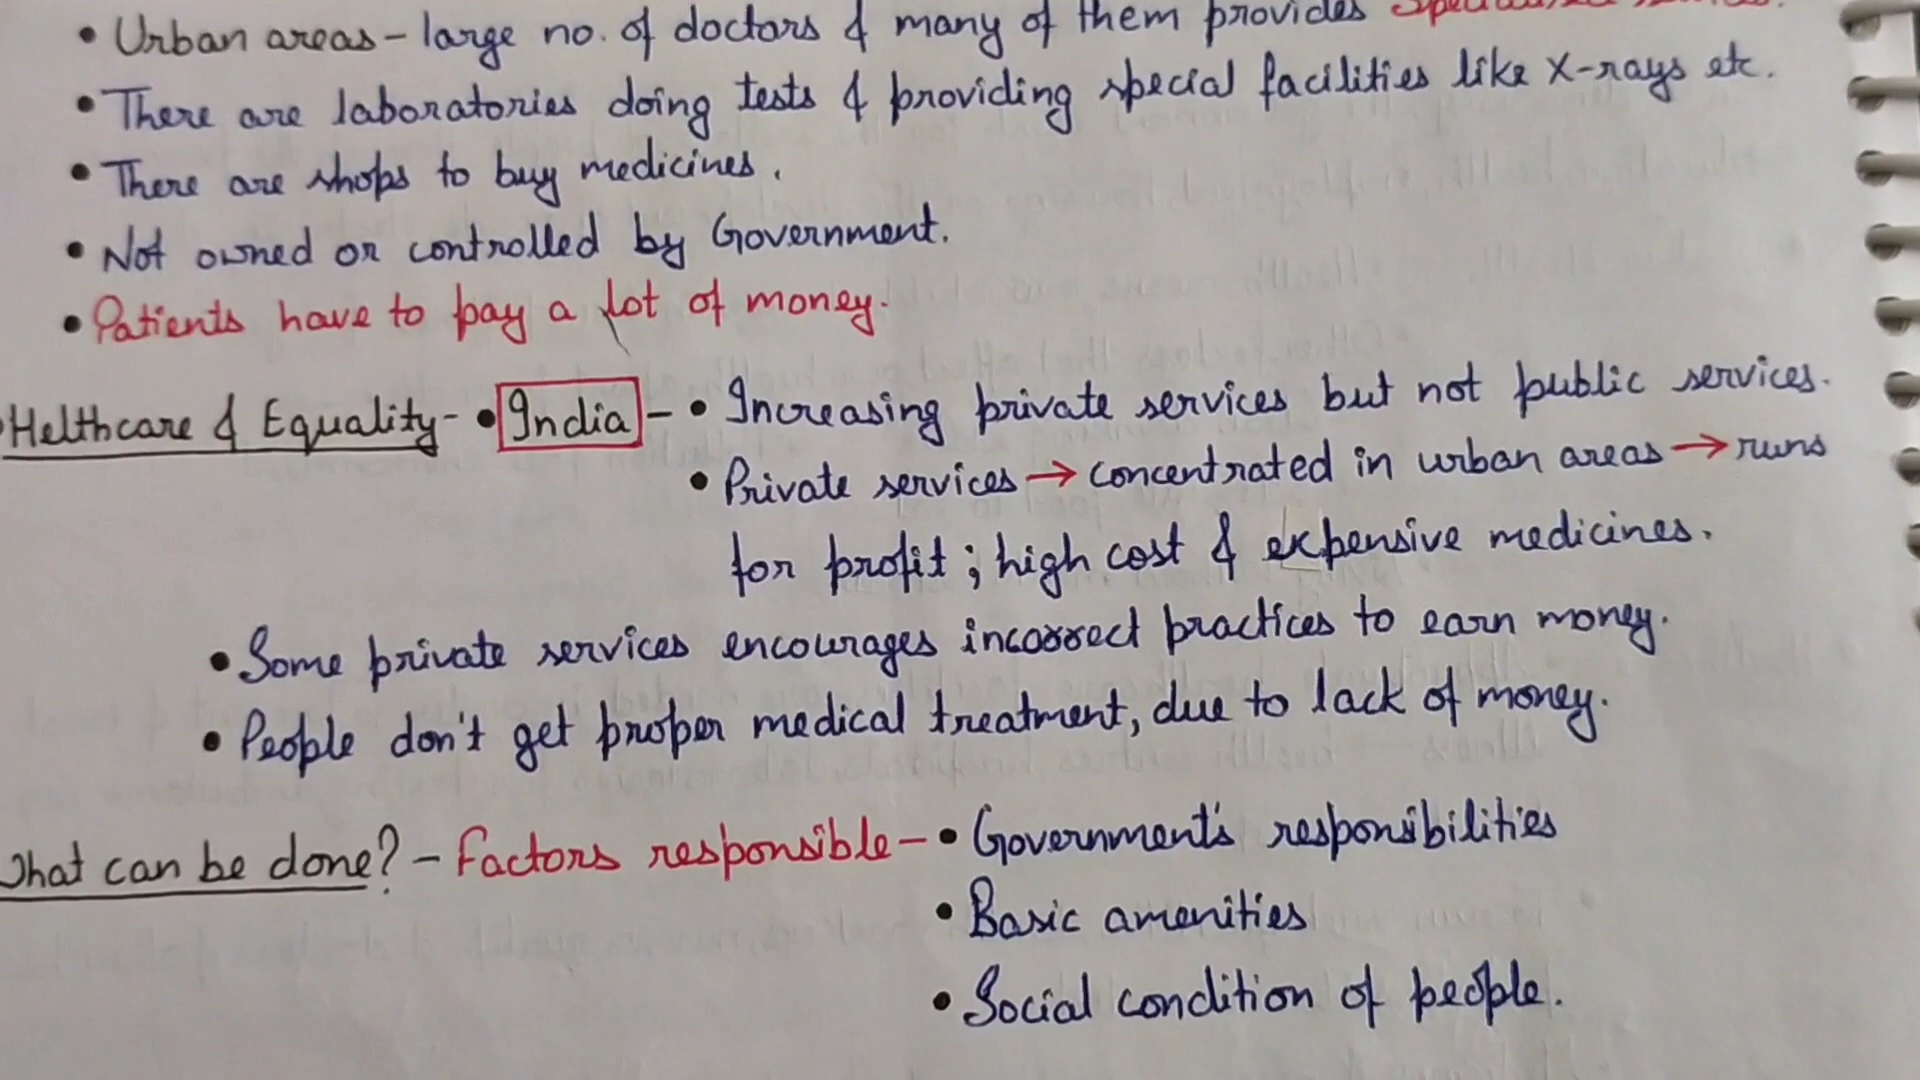 • Urban areas - large no. of doctors & many of them provides
• There are laboratories doing tests & providing special facilities like X-rays etc.
• There are shops to buy medicines.
• Not owned or controlled by Government.
• Patients have to pay a lot of money.
Helthcare & Equality - • India - • Increasing private services but not public services.
• Private services → concentrated in urban areas → runs
for profit ; high cost & expensive medicines.
• Some private services encourages incorrect practices to earn money.
• People don't get proper medical treatment, due to lack of money.
What can be done? - Factors responsible - • Government's responsibilities
• Basic amenities
• Social condition of people.